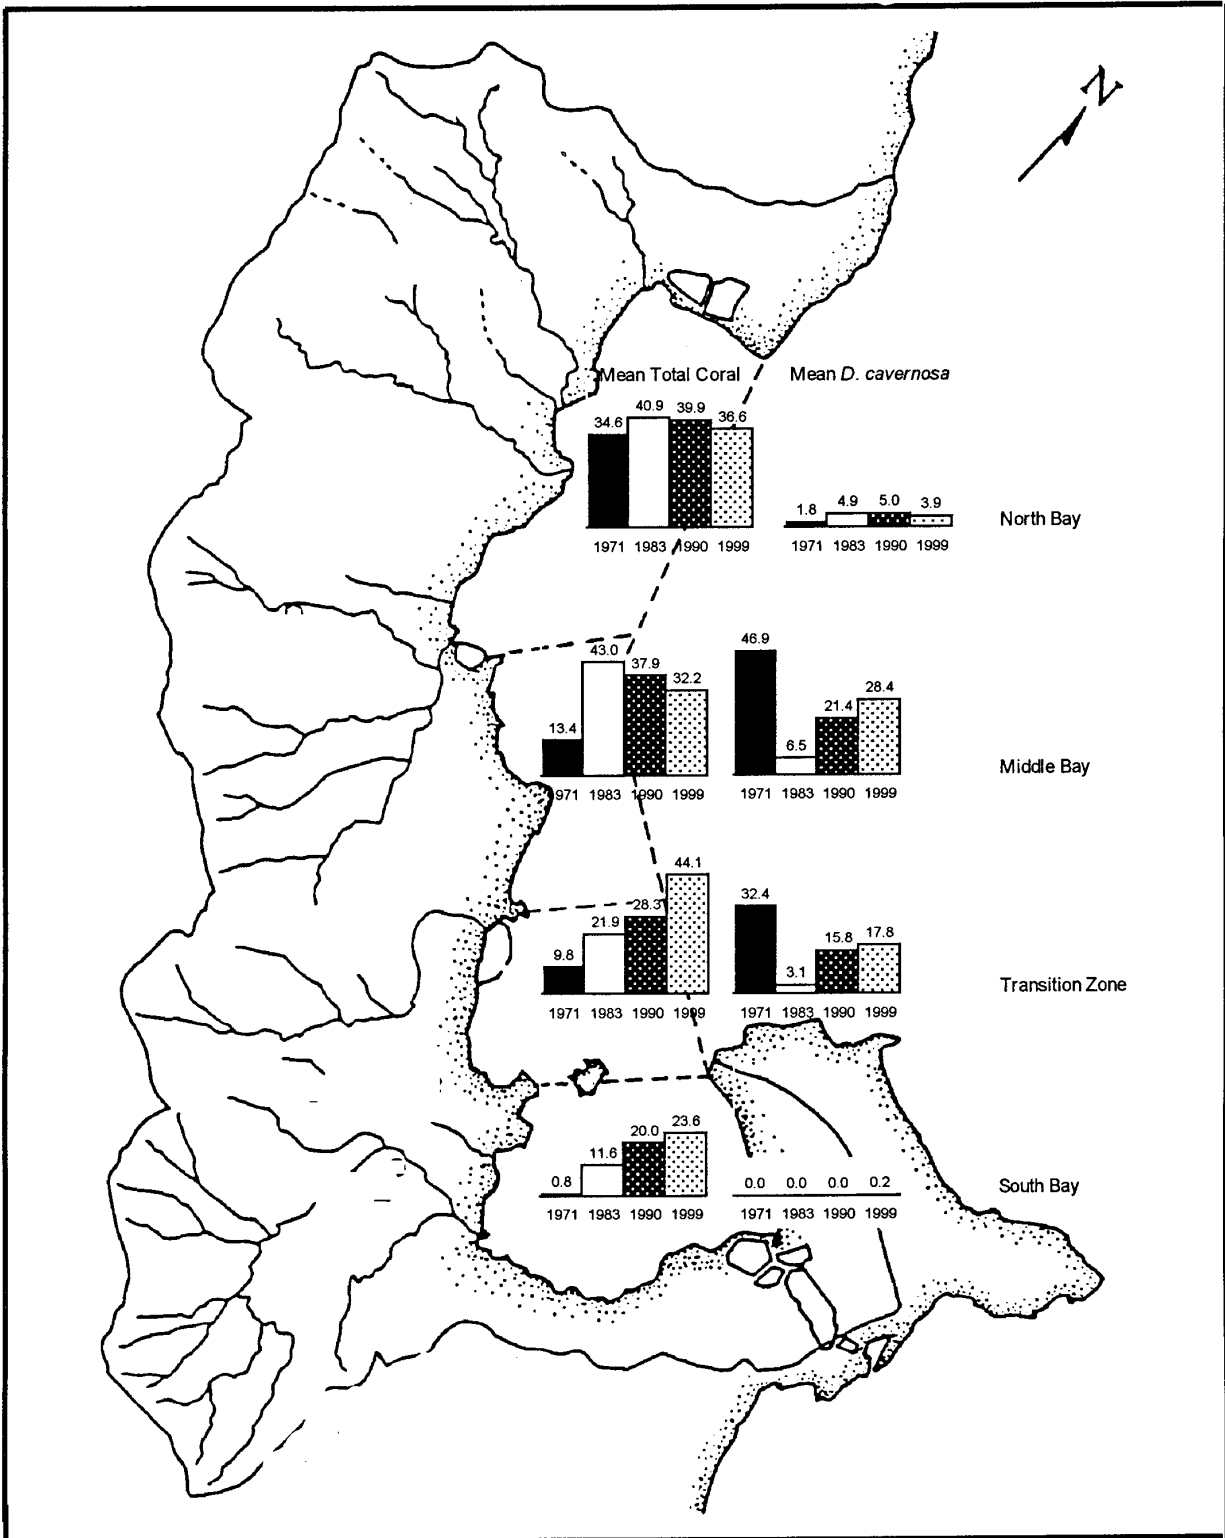 N
Mean Total Coral Mean D. cavernosa
34.6 40.9 39.9 36.6
1.8 4.9 5.0 3.9
North Bay
1971 1983 1990 1999 1971 1983 1990 1999
13.4 43.0 37.9 32.2
46.9 6.5 21.4 28.4
Middle Bay
1971 1983 1990 1999 1971 1983 1990 1999
9.8 21.9 28.3 44.1
32.4 3.1 15.8 17.8
Transition Zone
1971 1983 1990 1999 1971 1983 1990 1999
0.8 11.6 20.0 23.6
0.0 0.0 0.0 0.2
South Bay
1971 1983 1990 1999 1971 1983 1990 1999